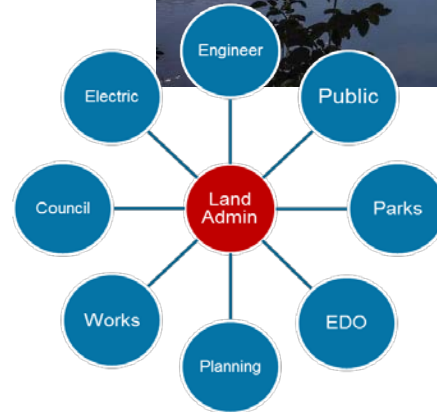 Engineer
Electric
Public
Council
Land
Admin
Parks
Works
EDO
Planning